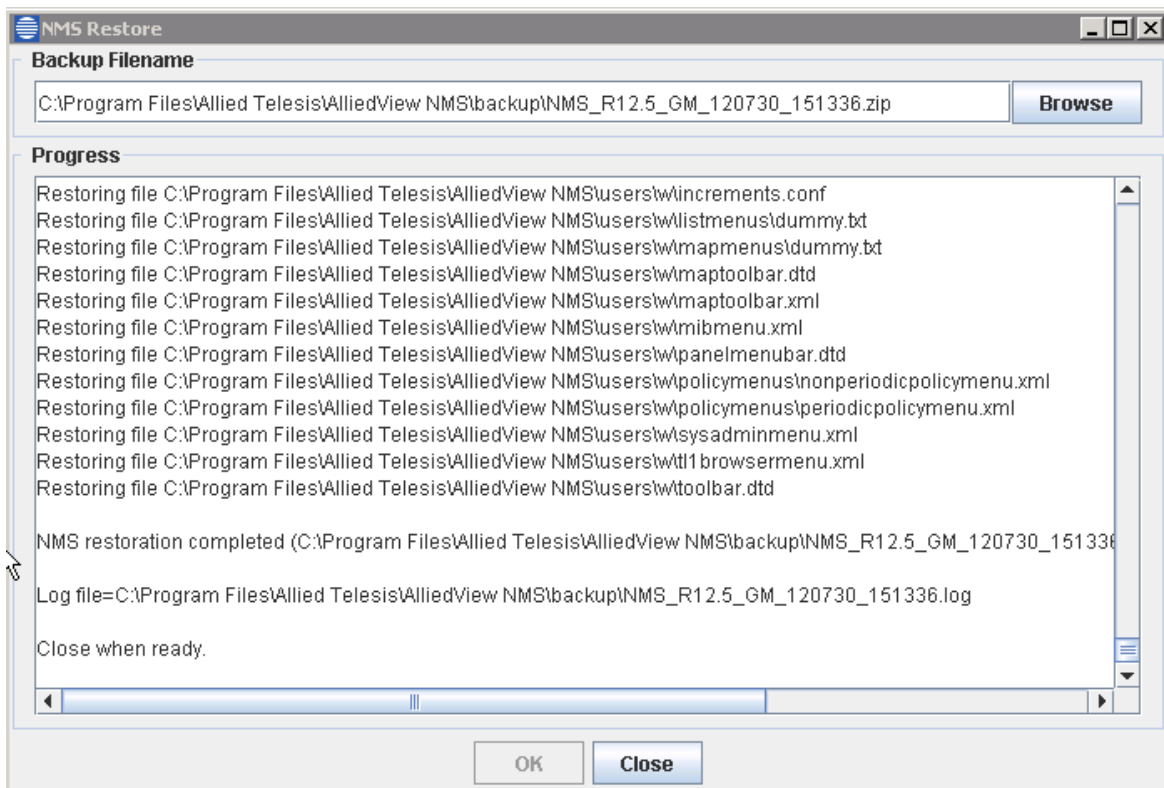 NMS Restore
Backup Filename
C:\Program Files\Allied Telesis\AlliedView NMS\backup\NMS_R12.5_GM_120730_151336.zip
Browse
Progress
Restoring file C:\Program Files\Allied Telesis\AlliedView NMS\users\w\increments.conf
Restoring file C:\Program Files\Allied Telesis\AlliedView NMS\users\w\listmenus\dummy.txt
Restoring file C:\Program Files\Allied Telesis\AlliedView NMS\users\w\mapmenus\dummy.txt
Restoring file C:\Program Files\Allied Telesis\AlliedView NMS\users\w\maptoolbar.dtd
Restoring file C:\Program Files\Allied Telesis\AlliedView NMS\users\w\maptoolbar.xml
Restoring file C:\Program Files\Allied Telesis\AlliedView NMS\users\w\mibmenu.xml
Restoring file C:\Program Files\Allied Telesis\AlliedView NMS\users\w\panelmenubar.dtd
Restoring file C:\Program Files\Allied Telesis\AlliedView NMS\users\w\policymenus\nonperiodicpolicymenu.xml
Restoring file C:\Program Files\Allied Telesis\AlliedView NMS\users\w\policymenus\periodicpolicymenu.xml
Restoring file C:\Program Files\Allied Telesis\AlliedView NMS\users\w\sysadminmenu.xml
Restoring file C:\Program Files\Allied Telesis\AlliedView NMS\users\w\tl1browsermenu.xml
Restoring file C:\Program Files\Allied Telesis\AlliedView NMS\users\w\toolbar.dtd
NMS restoration completed (C:\Program Files\Allied Telesis\AlliedView NMS\backup\NMS_R12.5_GM_120730_151336
Log file=C:\Program Files\Allied Telesis\AlliedView NMS\backup\NMS_R12.5_GM_120730_151336.log
Close when ready.
OK
Close